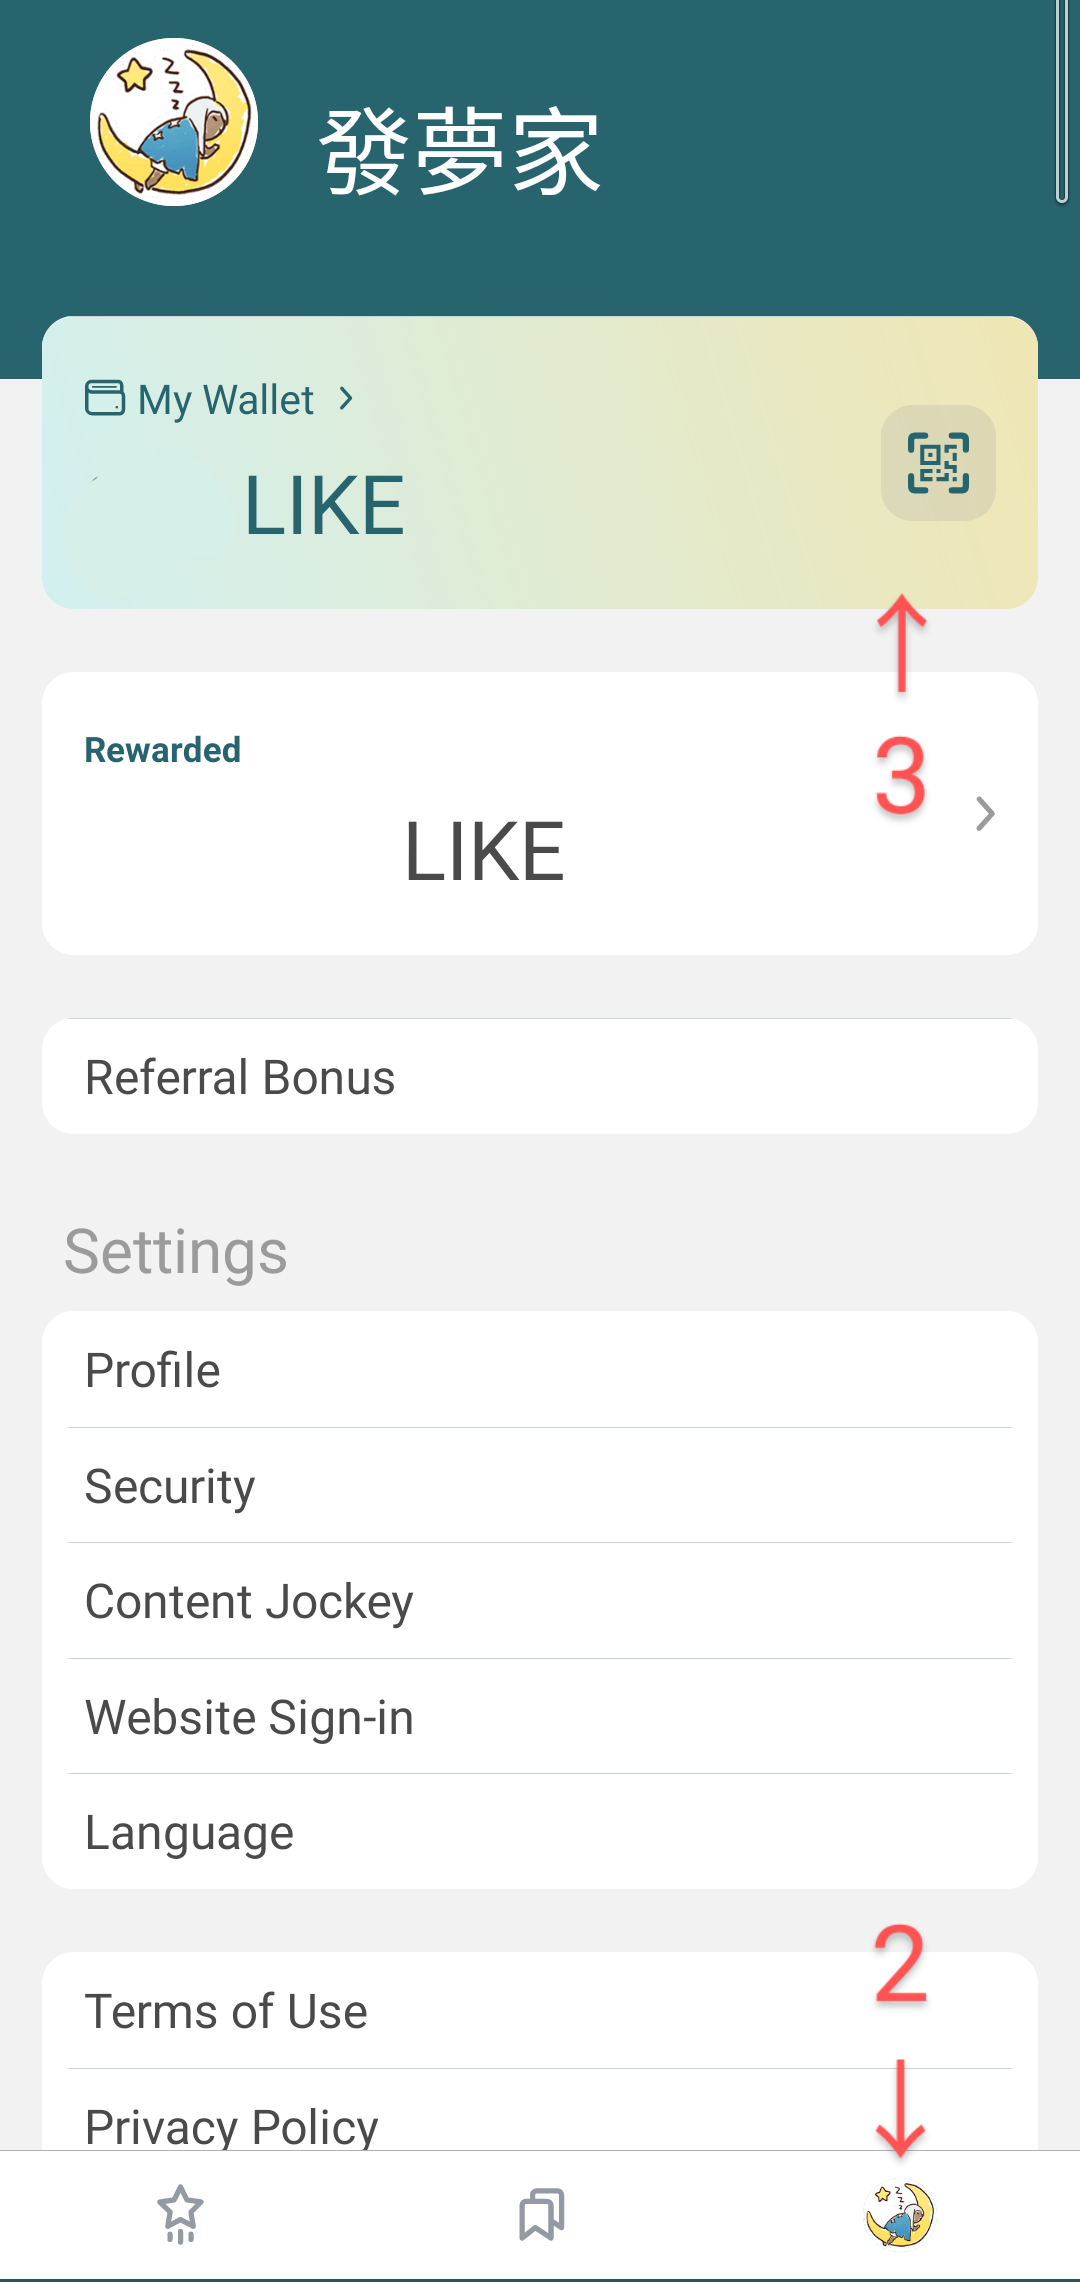 發夢家
My Wallet
LIKE
3
Rewarded
LIKE
Referral Bonus
Settings
Profile
Security
Content Jockey
Website Sign-in
Language
2
Terms of Use
Privacy Policy